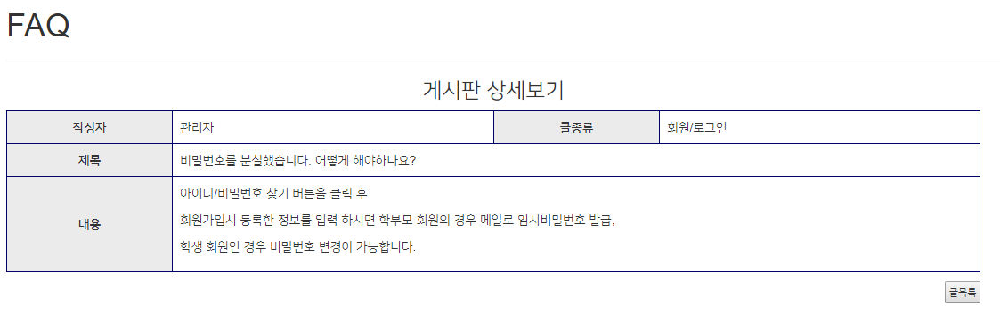 FAQ
게시판 상세보기
작성자 관리자 글종류 회원/로그인
제목 비밀번호를 분실했습니다. 어떻게 해야하나요?
내용
아이디/비밀번호 찾기 버튼을 클릭 후
회원가입시 등록한 정보를 입력 하시면 학부모 회원의 경우 메일로 임시비밀번호 발급,
학생 회원인 경우 비밀번호 변경이 가능합니다.
글목록